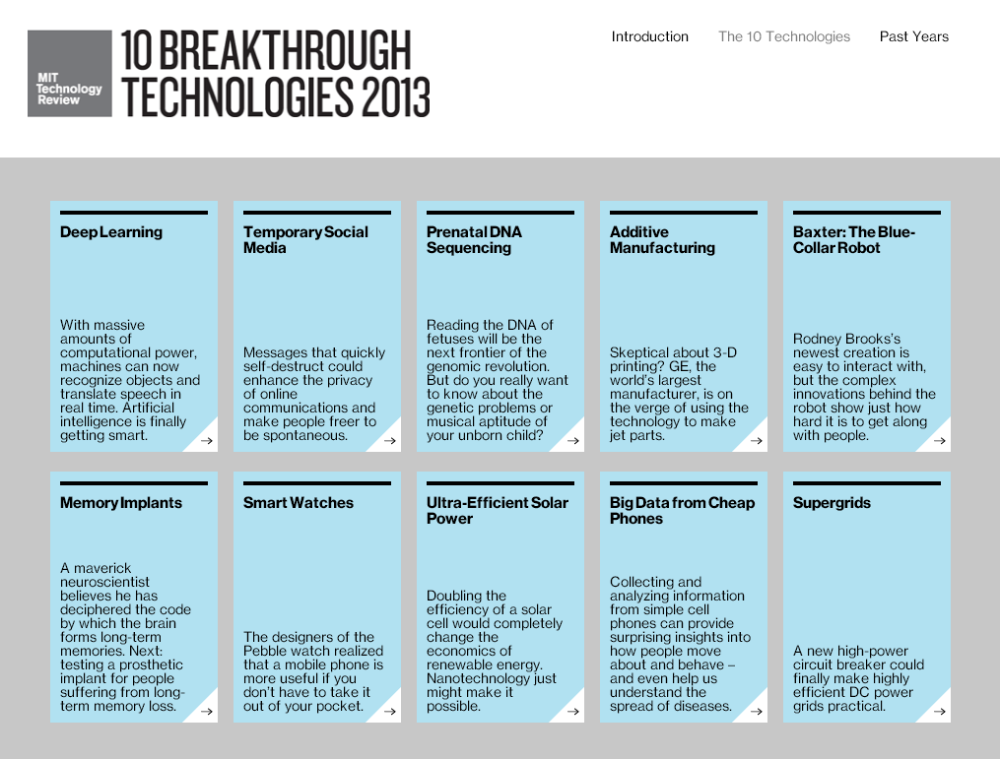 MIT
Technology
Review
10 BREAKTHROUGH
TECHNOLOGIES 2013
Introduction
The 10 Technologies
Past Years
Deep Learning
With massive
amounts of
computational power,
machines can now
recognize objects and
translate speech in
real time. Artificial
intelligence is finally
getting smart.
→
Temporary Social
Media
Messages that quickly
self-destruct could
enhance the privacy
of online
communications and
make people freer to
be spontaneous.
→
Prenatal DNA
Sequencing
Reading the DNA of
fetuses will be the
next frontier of the
genomic revolution.
But do you really want
to know about the
genetic problems or
musical aptitude of
your unborn child?
→
Additive
Manufacturing
Skeptical about 3-D
printing? GE, the
world's largest
manufacturer, is on
the verge of using the
technology to make
jet parts.
→
Baxter: The Blue-
Collar Robot
Rodney Brooks's
newest creation is
easy to interact with,
but the complex
innovations behind the
robot show just how
hard it is to get along
with people.
→
Memory Implants
A maverick
neuroscientist
believes he has
deciphered the code
by which the brain
forms long-term
memories. Next:
testing a prosthetic
implant for people
suffering from long-
term memory loss.
→
Smart Watches
The designers of the
Pebble watch realized
that a mobile phone is
more useful if you
don't have to take it
out of your pocket.
→
Ultra-Efficient Solar
Power
Doubling the
efficiency of a solar
cell would completely
change the
economics of
renewable energy.
Nanotechnology just
might make it
possible.
→
Big Data from Cheap
Phones
Collecting and
analyzing information
from simple cell
phones can provide
surprising insights into
how people move
about and behave –
and even help us
understand the
spread of diseases.
→
Supergrids
A new high-power
circuit breaker could
finally make highly
efficient DC power
grids practical.
→